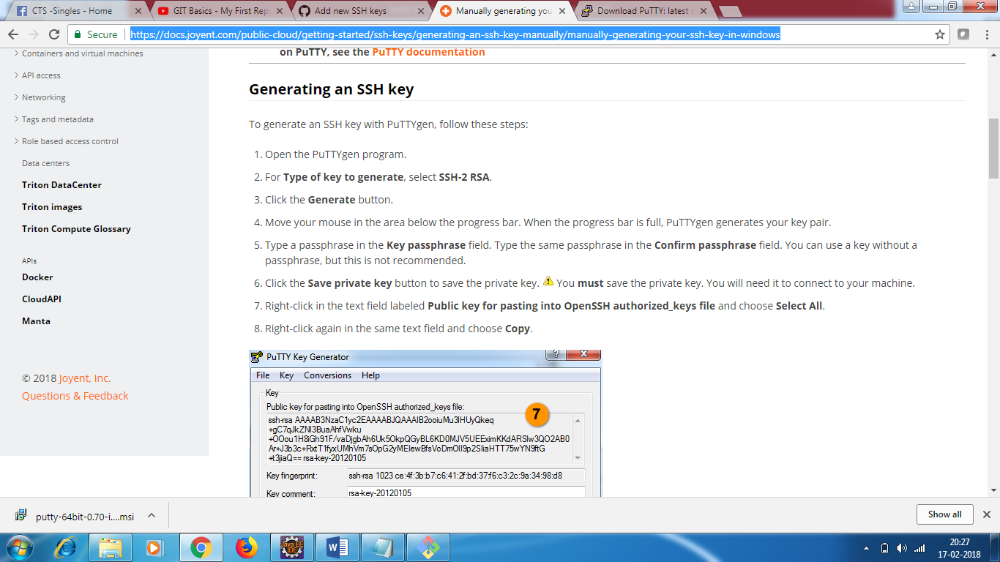 CTS -Singles - Home
GIT Basics - My First Rep
Add new SSH keys
Manually generating you
Download PuTTY: latest r
Secure
https://docs.joyent.com/public-cloud/getting-started/ssh-keys/generating-an-ssh-key-manually/manually-generating-your-ssh-key-in-windows
Containers and virtual machines
API access
Networking
Tags and metadata
Role based access control
Data centers
Triton DataCenter
Triton images
Triton Compute Glossary
APIs
Docker
CloudAPI
Manta
© 2018 Joyent, Inc.
Questions & Feedback
on PuTTY, see the PuTTY documentation
Generating an SSH key
To generate an SSH key with PuTTYgen, follow these steps:
1. Open the PuTTYgen program.
2. For Type of key to generate, select SSH-2 RSA.
3. Click the Generate button.
4. Move your mouse in the area below the progress bar. When the progress bar is full, PuTTYgen generates your key pair.
5. Type a passphrase in the Key passphrase field. Type the same passphrase in the Confirm passphrase field. You can use a key without a
passphrase, but this is not recommended.
6. Click the Save private key button to save the private key. You must save the private key. You will need it to connect to your machine.
7. Right-click in the text field labeled Public key for pasting into OpenSSH authorized_keys file and choose Select All.
8. Right-click again in the same text field and choose Copy.
PuTTY Key Generator
?
File Key Conversions Help
Key
Public key for pasting into OpenSSH authorized_keys file:
7
ssh-rsa AAAAB3NzaC1yc2EAAAABJQAAAIB2ooiuMu3lHUyQkeq
+gC7qJkZNI3BuaAhfVwku
+OOou1H8iGh91F/vaDjgbAh6Uk5OkpQGyBL6KD0MJV5UEEximKKdARSlw3QO2AB0
Ar+J3b3c+RxtT1fyxUMhVm7sOpG2yMElewBfsVoDmOlI9p2SIiaHTT75wYN9ftG
+t3jiaQ== rsa-key-20120105
Key fingerprint: ssh-rsa 1023 ce:4f:3b:b7:c6:41:2f:bd:37:f6:c3:2c:9a:34:98:d8
Key comment: rsa-key-20120105
putty-64bit-0.70-i....msi
Show all
Java EE
IDE
20:27
17-02-2018